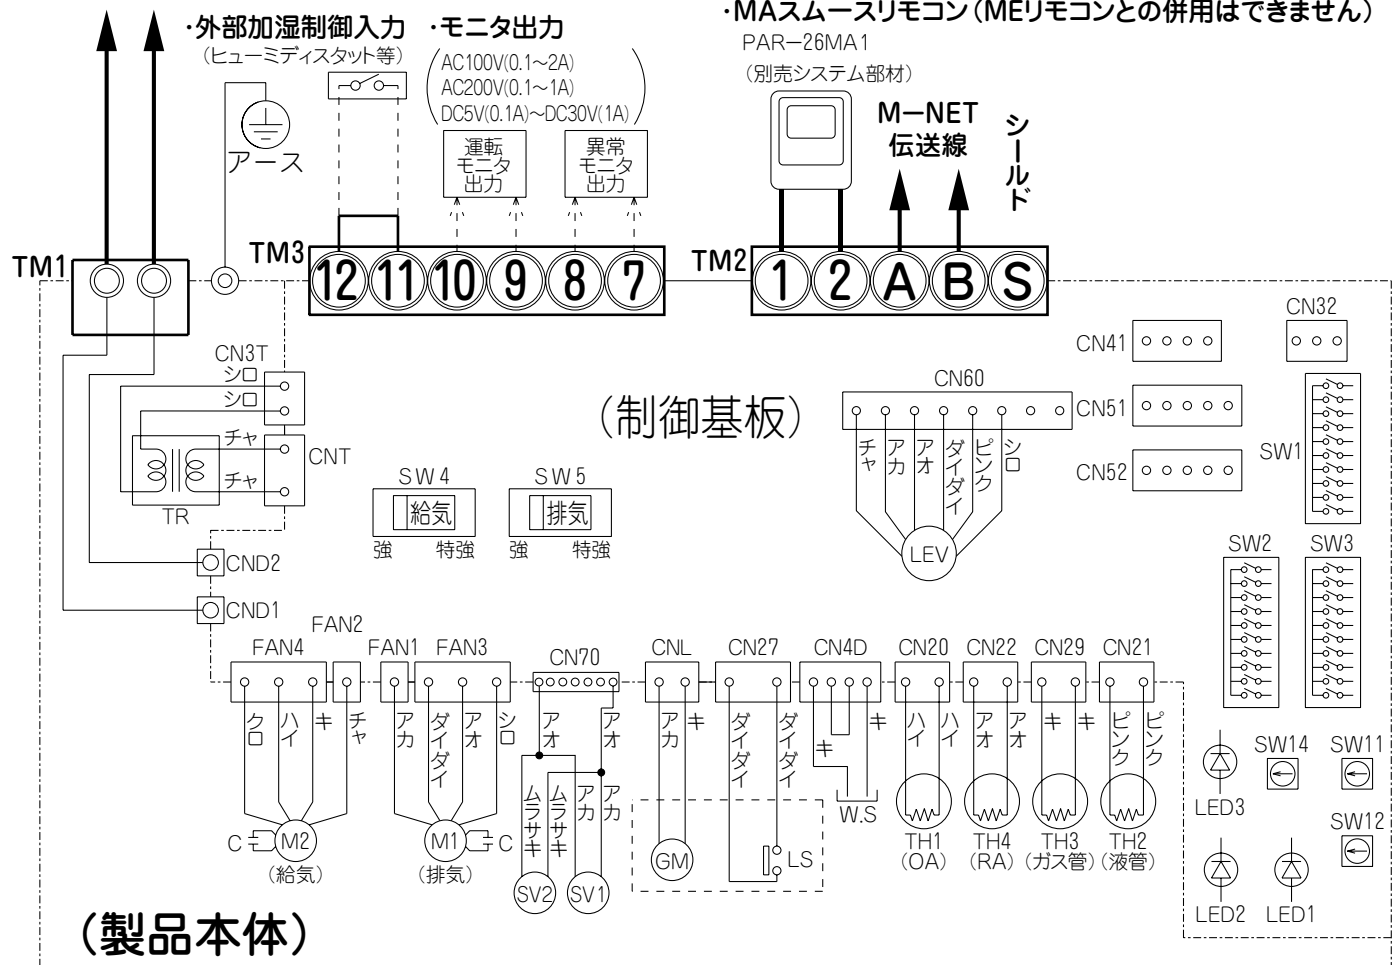 ・外部加湿制御入力
（ヒューミディスタット等）
・モニタ出力
AC100V(0.1～2A)
AC200V(0.1～1A)
DC5V(0.1A)～DC30V(1A)
・MAスムースリモコン（MEリモコンとの併用はできません）
PAR－26MA1
（別売システム部材）
M－NET
伝送線
シールド
アース
運転
モニタ
出力
異常
モニタ
出力
TM1
TM3
12 11 10 9 8 7
TM2
1 2 A B S
CN3T
シロ
シロ
チャ
チャ
CNT
TR
CND2
CND1
（制御基板）
SW4
給気
強 特強
SW5
排気
強 特強
CN60
チャ
アカ
アオ
ダイダイ
ピンク
シロ
LEV
CN41
CN32
CN51
CN52
SW1
SW2
SW3
FAN4
FAN2
FAN1
FAN3
CN70
CNL
CN27
CN4D
CN20
CN22
CN29
CN21
クロ
ハイ
キ
チャ
アカ
ダイダイ
アオ
シロ
アオ
アオ
ムラサキ
ムラサキ
アカ
アカ
アカ
キ
ダイダイ
ダイダイ
キ
キ
ハイ
ハイ
アオ
アオ
キ
キ
ピンク
ピンク
C
M2
（給気）
M1
C
（排気）
SV2
SV1
GM
LS
W.S
TH1
（OA）
TH4
（RA）
TH3
（ガス管）
TH2
（液管）
LED3
SW14
SW11
SW12
LED2
LED1
（製品本体）